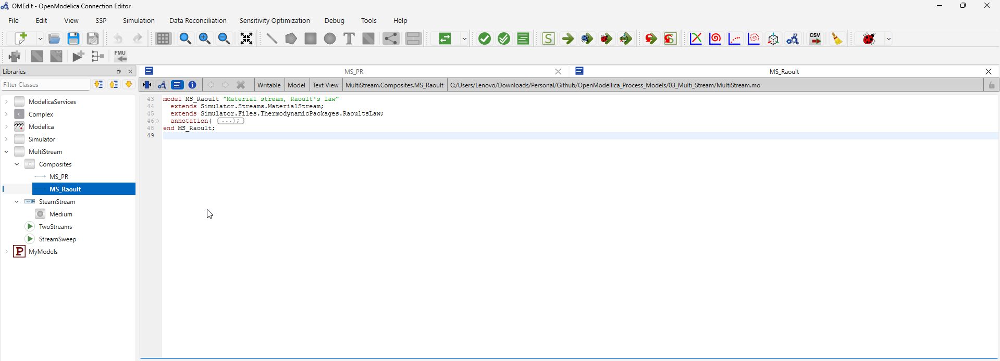 OMEdit - OpenModelica Connection Editor
File Edit View SSP Simulation Data Reconciliation Sensitivity Optimization Debug Tools Help
T S S CSV
FMU
Libraries
MS_PR
MS_Raoult
Filter Classes
Writable Model Text View MultiStream.Composites.MS_Raoult C:/Users/Lenovo/Downloads/Personal/Github/OpenModellica_Process_Models/03_Multi_Stream/MultiStream.mo
ModelicaServices
C Complex
m Modelica
Simulator
MultiStream
Composites
MS_PR
MS_Raoult
SteamStream
Medium
TwoStreams
StreamSweep
P MyModels
43 model MS_Raoult "Material stream, Raoult's law"
44 extends Simulator.Streams.MaterialStream;
45 extends Simulator.Files.ThermodynamicPackages.RaoultsLaw;
46 annotation( ...);
48 end MS_Raoult;
49